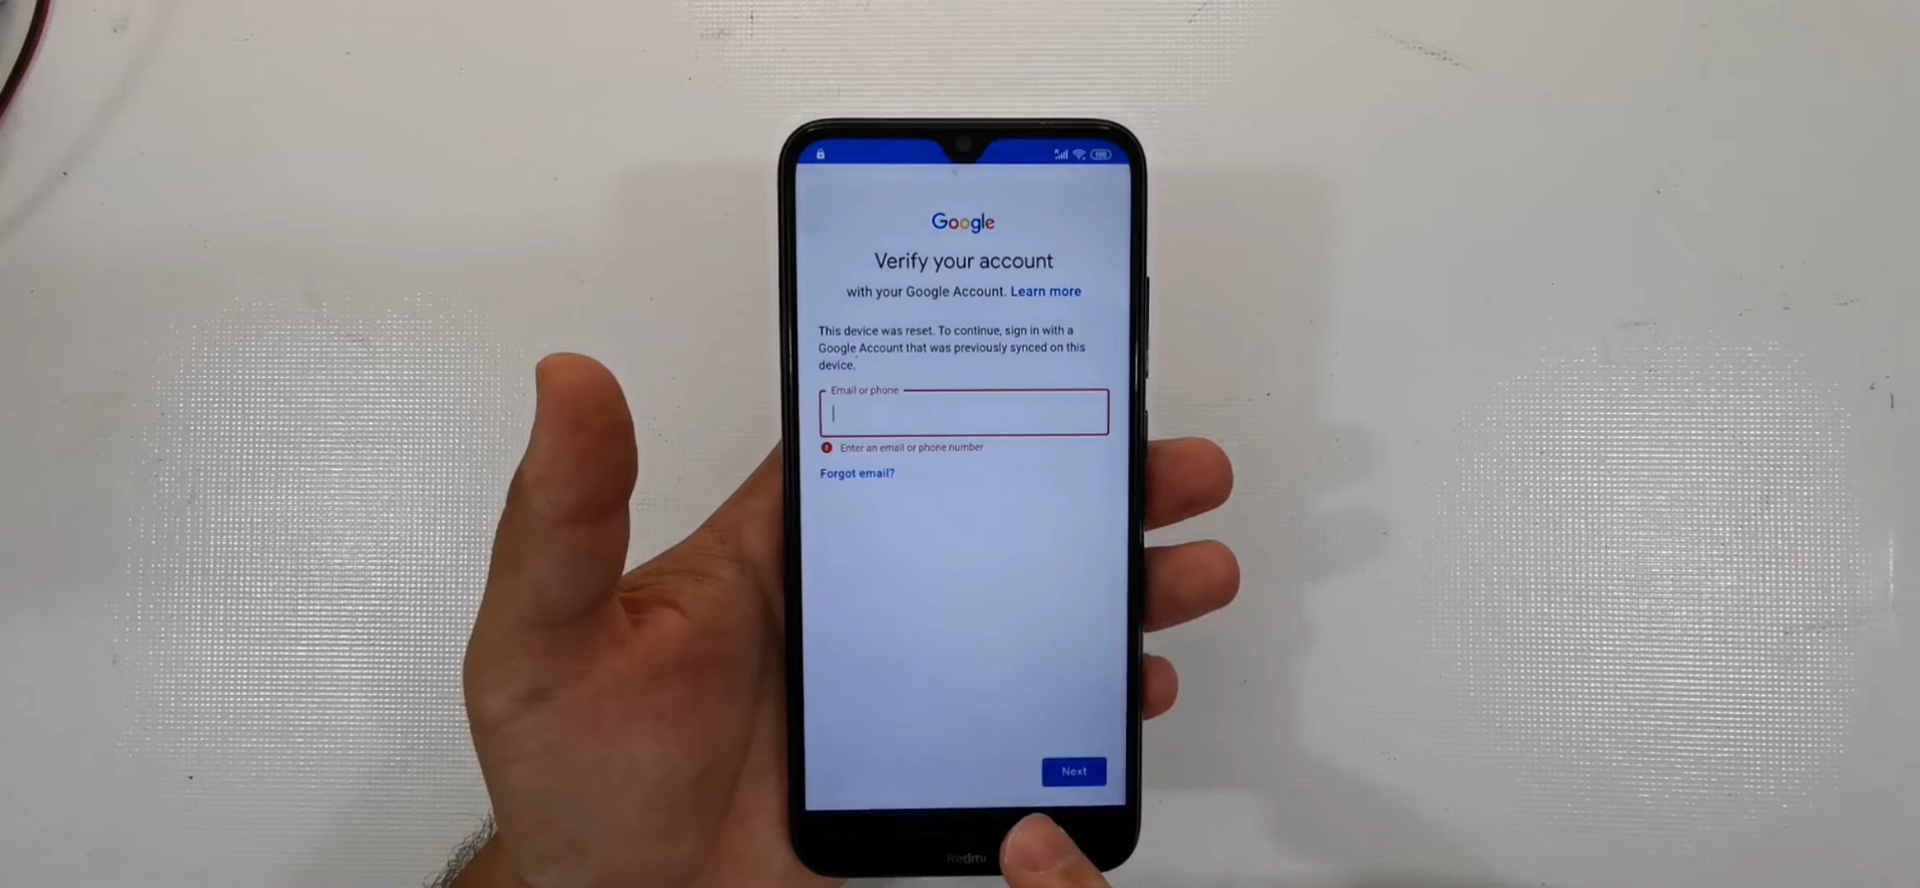 100
Google
Verify your account
with your Google Account. Learn more
This device was reset. To continue, sign in with a
Google Account that was previously synced on this
device.
Email or phone
Enter an email or phone number
Forgot email?
Next
Redmi